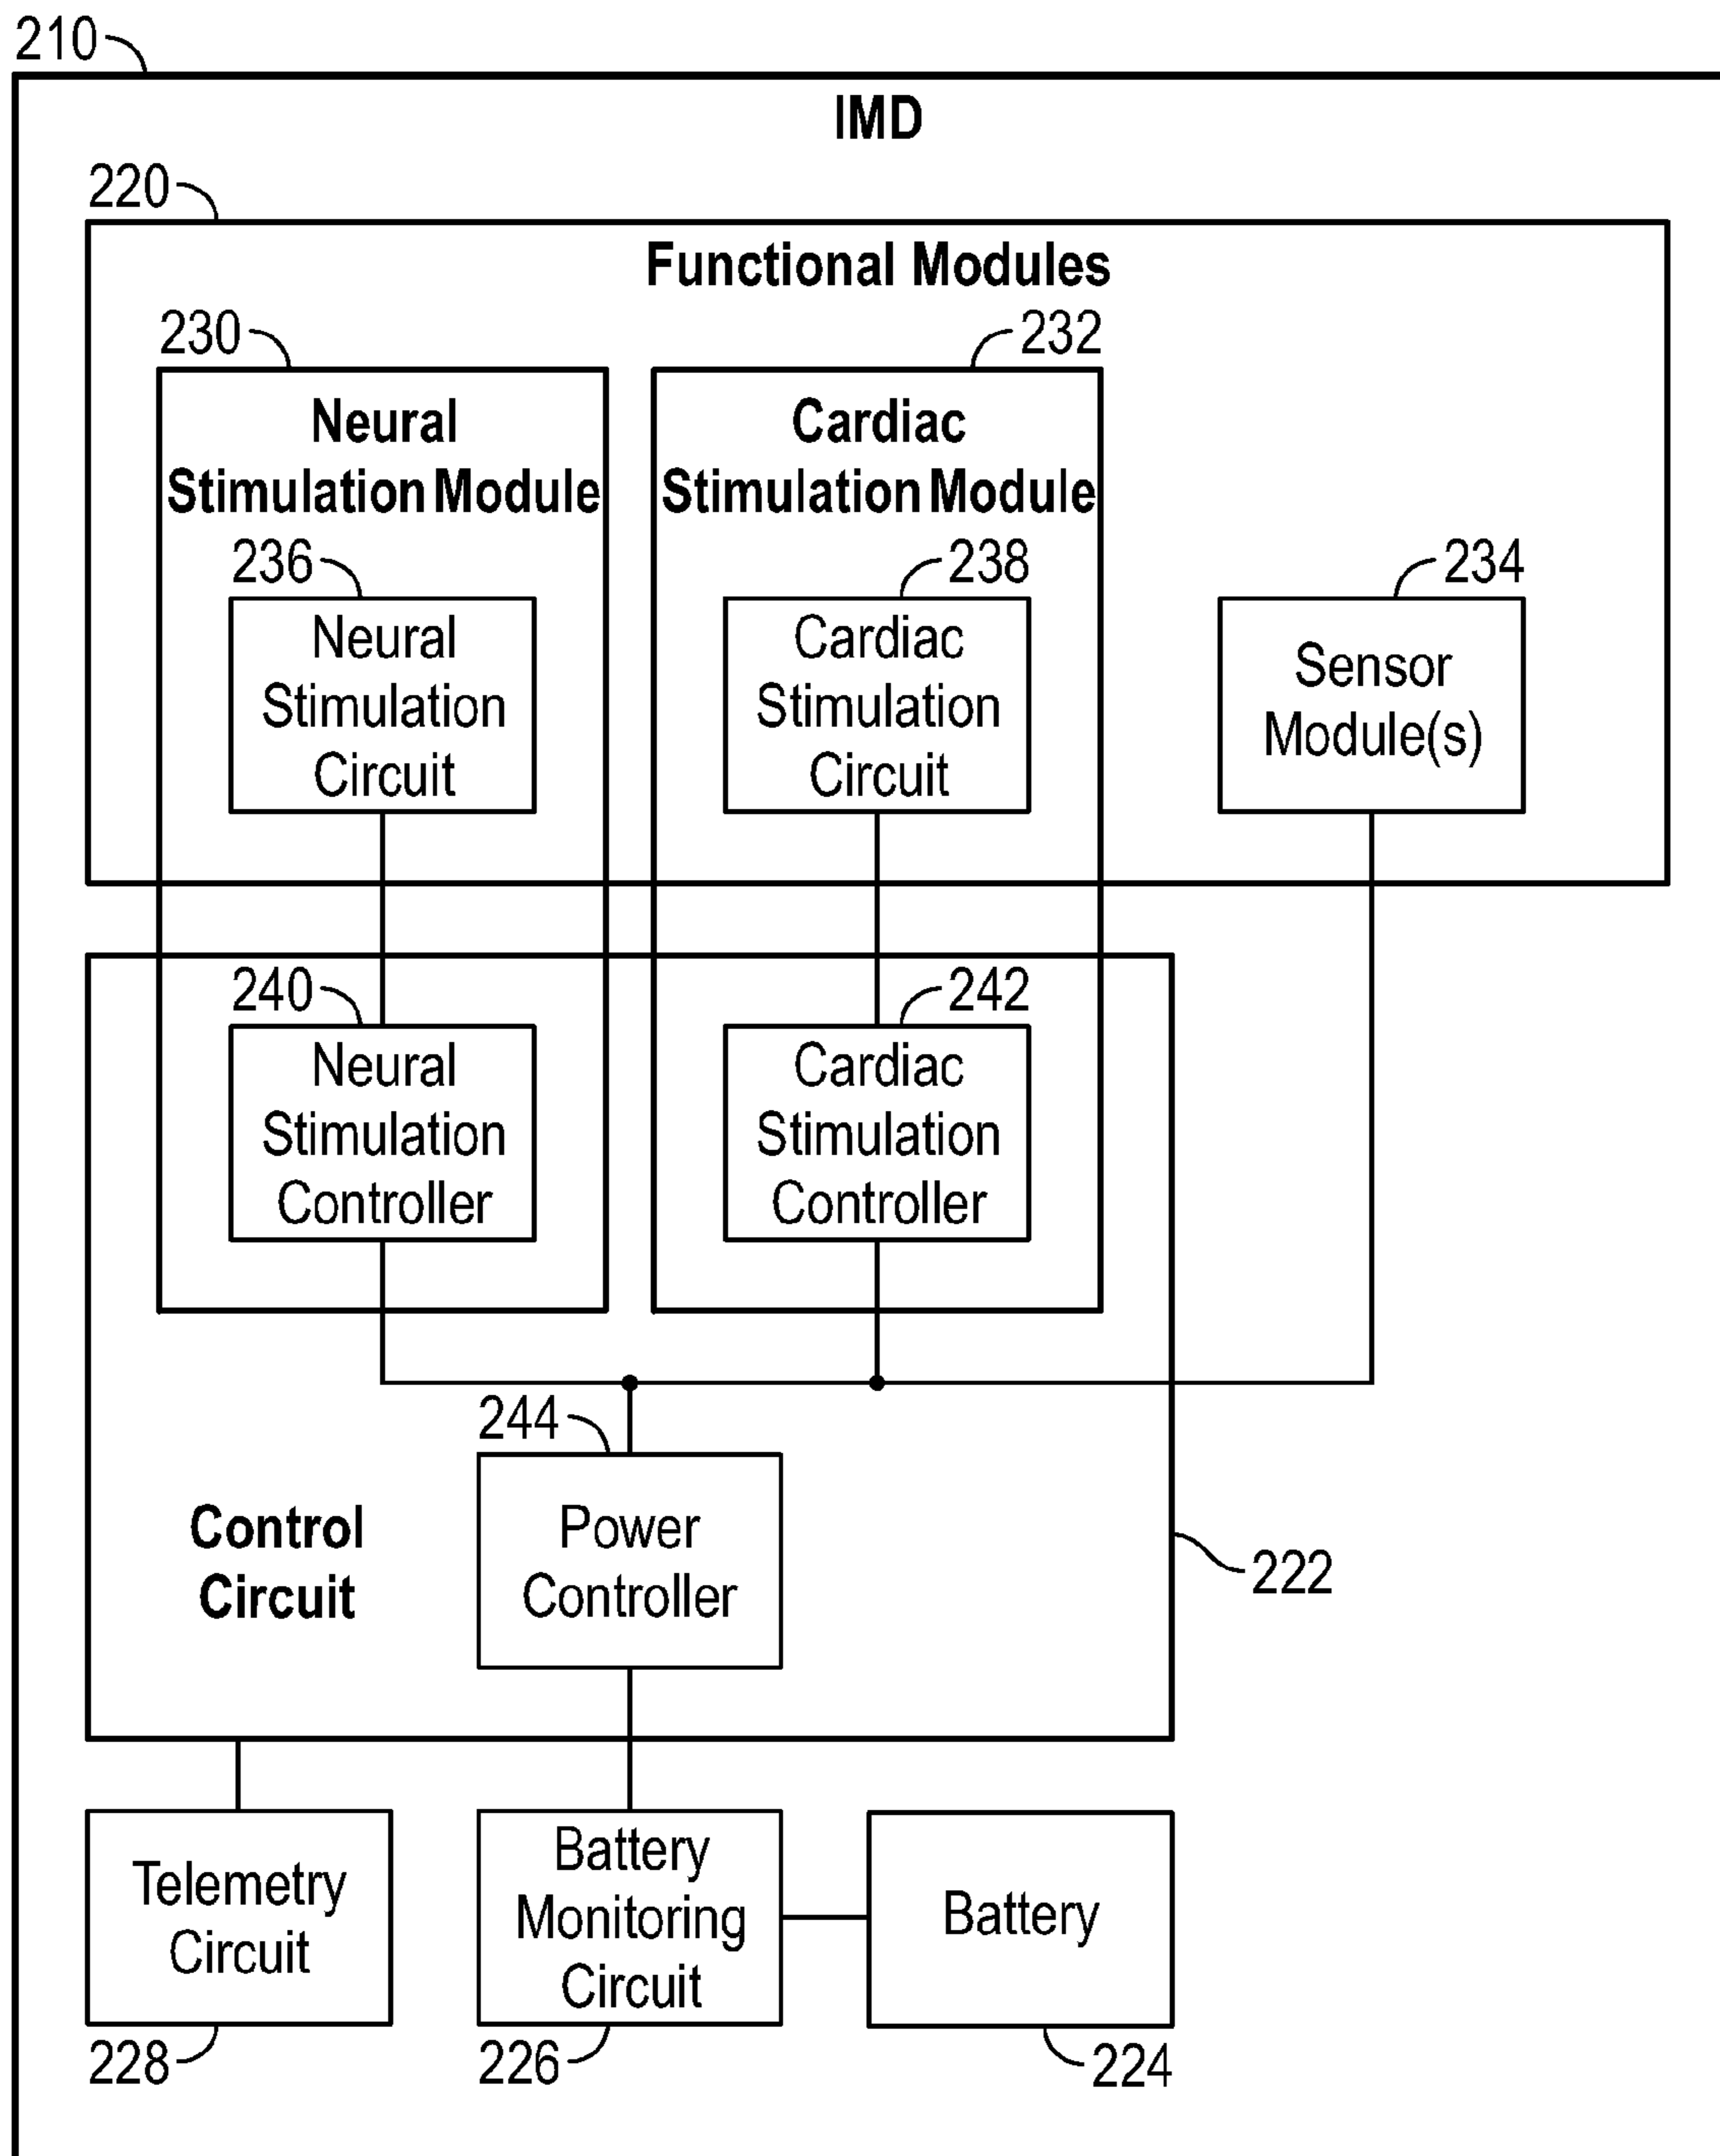 210
IMD
220
Functional Modules
230
232
Neural
Stimulation Module
Cardiac
Stimulation Module
236
238
234
Neural
Stimulation
Circuit
Cardiac
Stimulation
Circuit
Sensor
Module(s)
240
242
Neural
Stimulation
Controller
Cardiac
Stimulation
Controller
244
Control
Circuit
Power
Controller
222
Telemetry
Circuit
Battery
Monitoring
Circuit
Battery
228
226
224